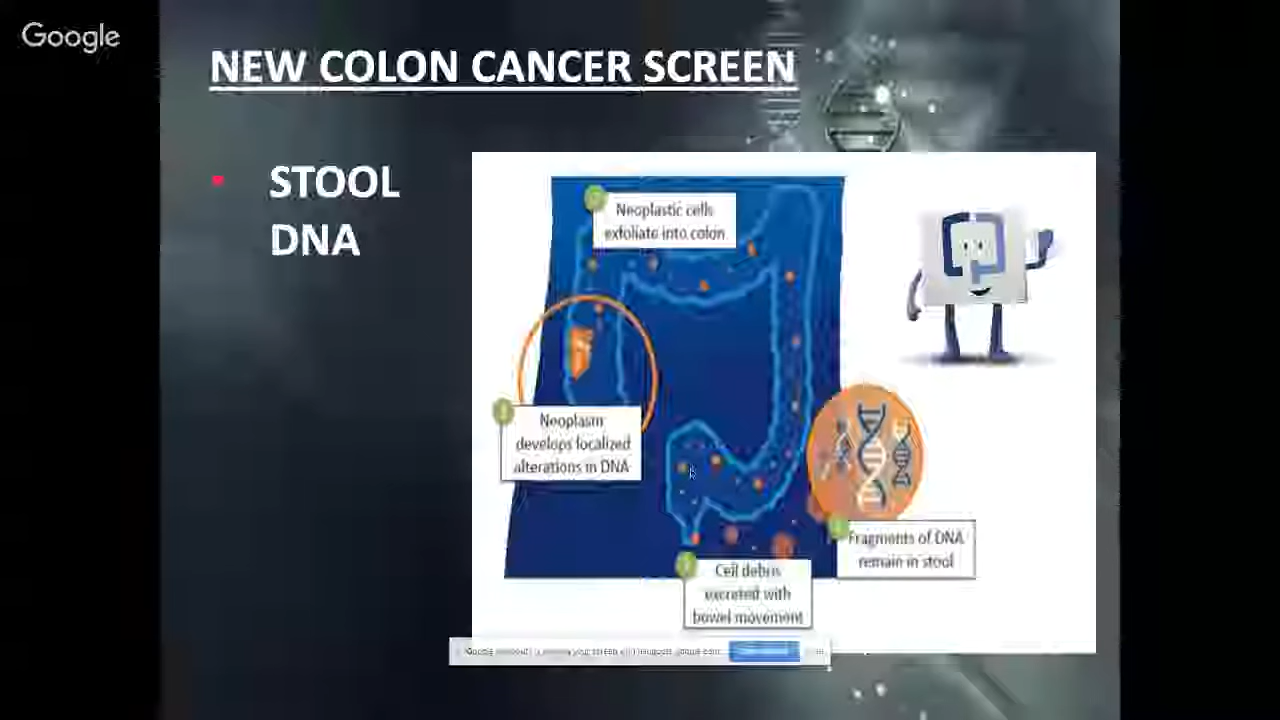 Google
NEW COLON CANCER SCREEN
STOOL
DNA
Neoplastic cells
exfoliate into colon
Neoplasm
develops localized
alterations in DNA
Fragments of DNA
remain in stool
Cell debris
excreted with
bowel movement